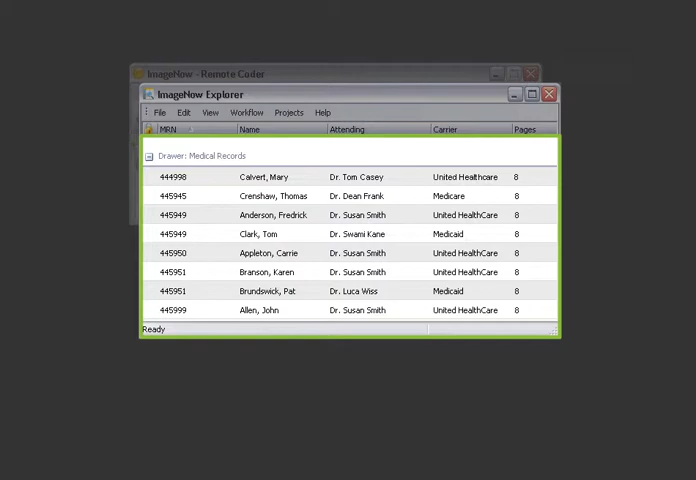 ImageNow - Remote Coder
ImageNow Explorer
File Edit View Workflow Projects Help
MRN Name Attending Carrier Pages
Drawer: Medical Records
444998 Calvert, Mary Dr. Tom Casey United Healthcare 8
445945 Crenshaw, Thomas Dr. Dean Frank Medicare 8
445949 Anderson, Fredrick Dr. Susan Smith United HealthCare 8
445949 Clark, Tom Dr. Swami Kane Medicaid 8
445950 Appleton, Carrie Dr. Susan Smith United HealthCare 8
445951 Branson, Karen Dr. Susan Smith United HealthCare 8
445951 Brundswick, Pat Dr. Luca Wiss Medicaid 8
445999 Allen, John Dr. Susan Smith United HealthCare 8
Ready